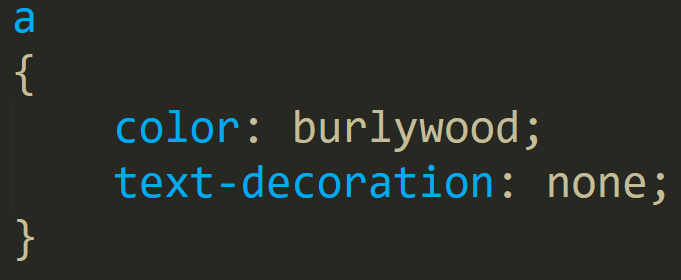 a
{
    color: burlywood;
    text-decoration: none;
}